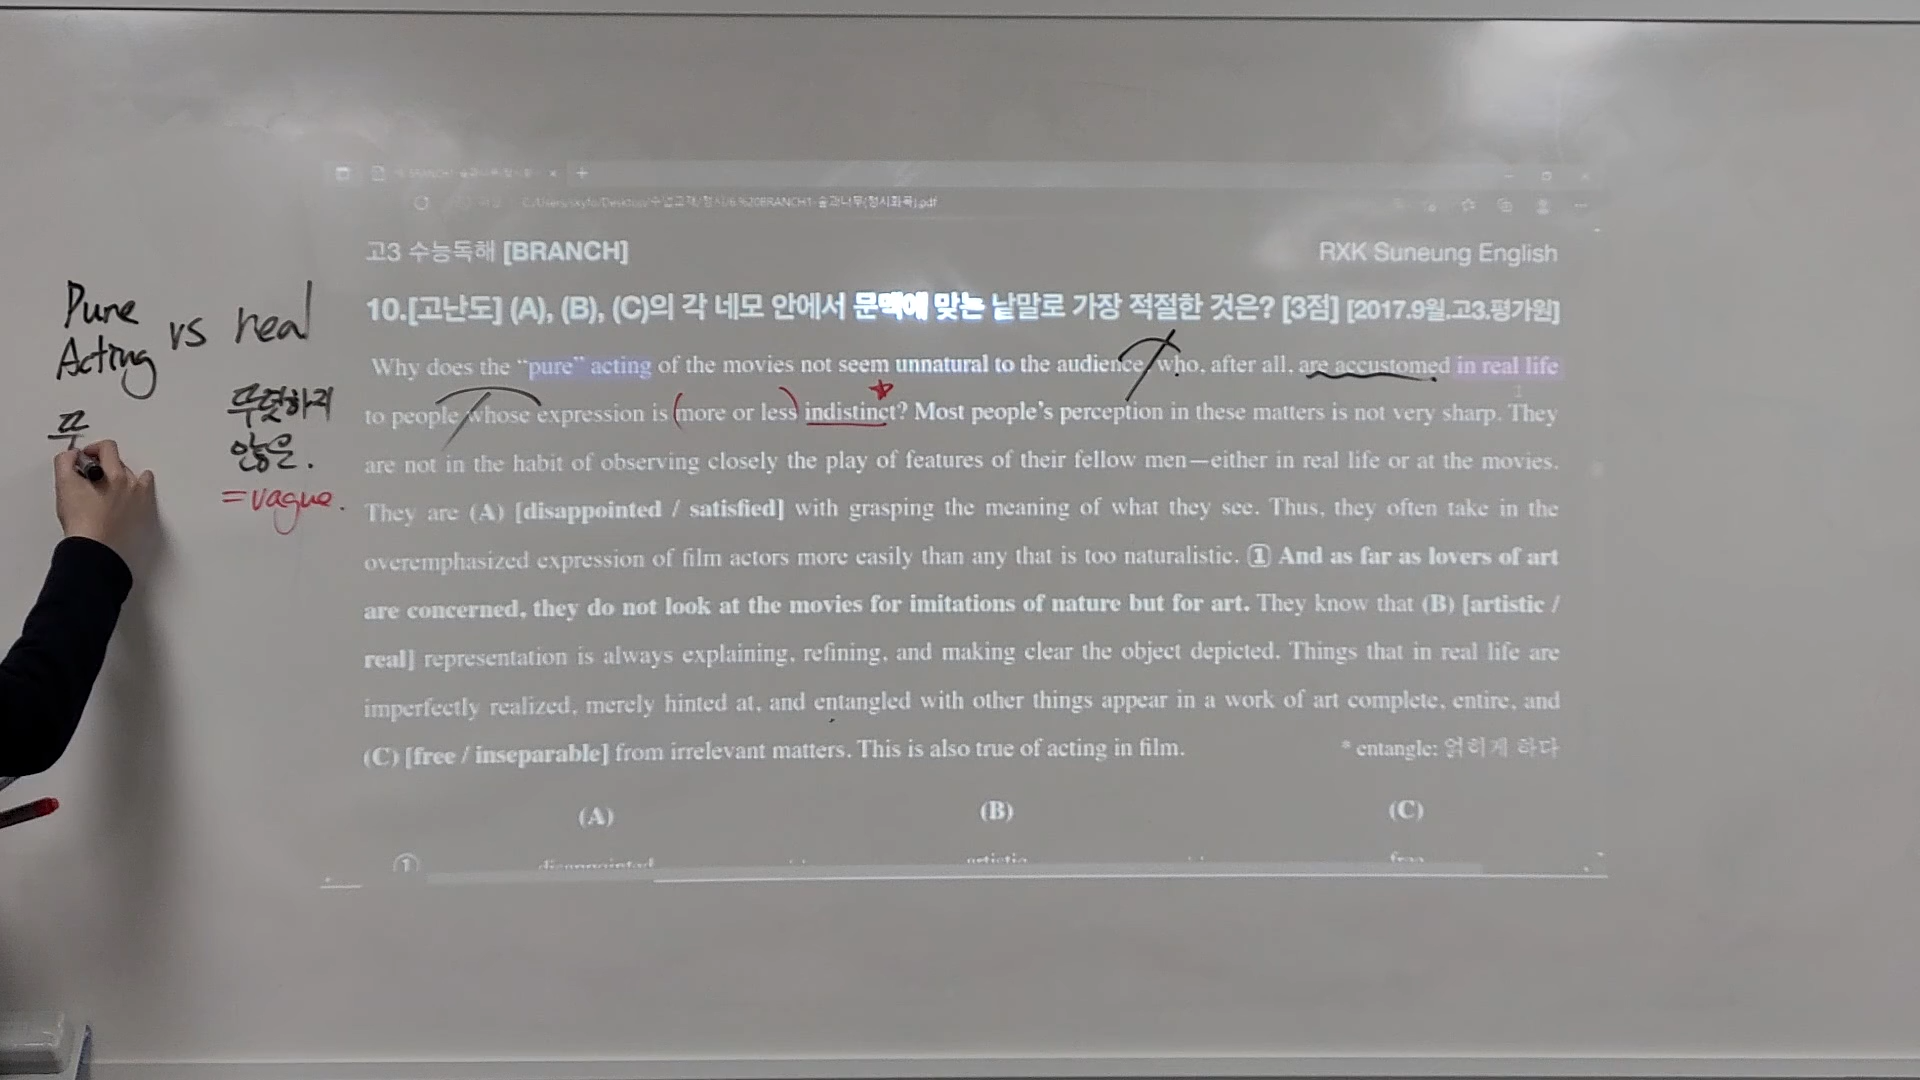 고3 수능독해 [BRANCH]
RXK Suneung English
10.[고난도] (A), (B), (C)의 각 네모 안에서 문맥에 맞는 낱말로 가장 적절한 것은? [3점] [2017.9월.고3.평가원]
Why does the “pure” acting of the movies not seem unnatural to the audience who, after all, are accustomed in real life
to people whose expression is (more or less) indistinct? Most people’s perception in these matters is not very sharp. They
are not in the habit of observing closely the play of features of their fellow men—either in real life or at the movies.
They are (A) [disappointed / satisfied] with grasping the meaning of what they see. Thus, they often take in the
overemphasized expression of film actors more easily than any that is too naturalistic. ① And as far as lovers of art
are concerned, they do not look at the movies for imitations of nature but for art. They know that (B) [artistic /
real] representation is always explaining, refining, and making clear the object depicted. Things that in real life are
imperfectly realized, merely hinted at, and entangled with other things appear in a work of art complete, entire, and
(C) [free / inseparable] from irrelevant matters. This is also true of acting in film.
* entangle: 얽히게 하다
(A) (B) (C)
①
Pure
Acting
vs real
뚜
뚜렷하지
않은.
=vague.